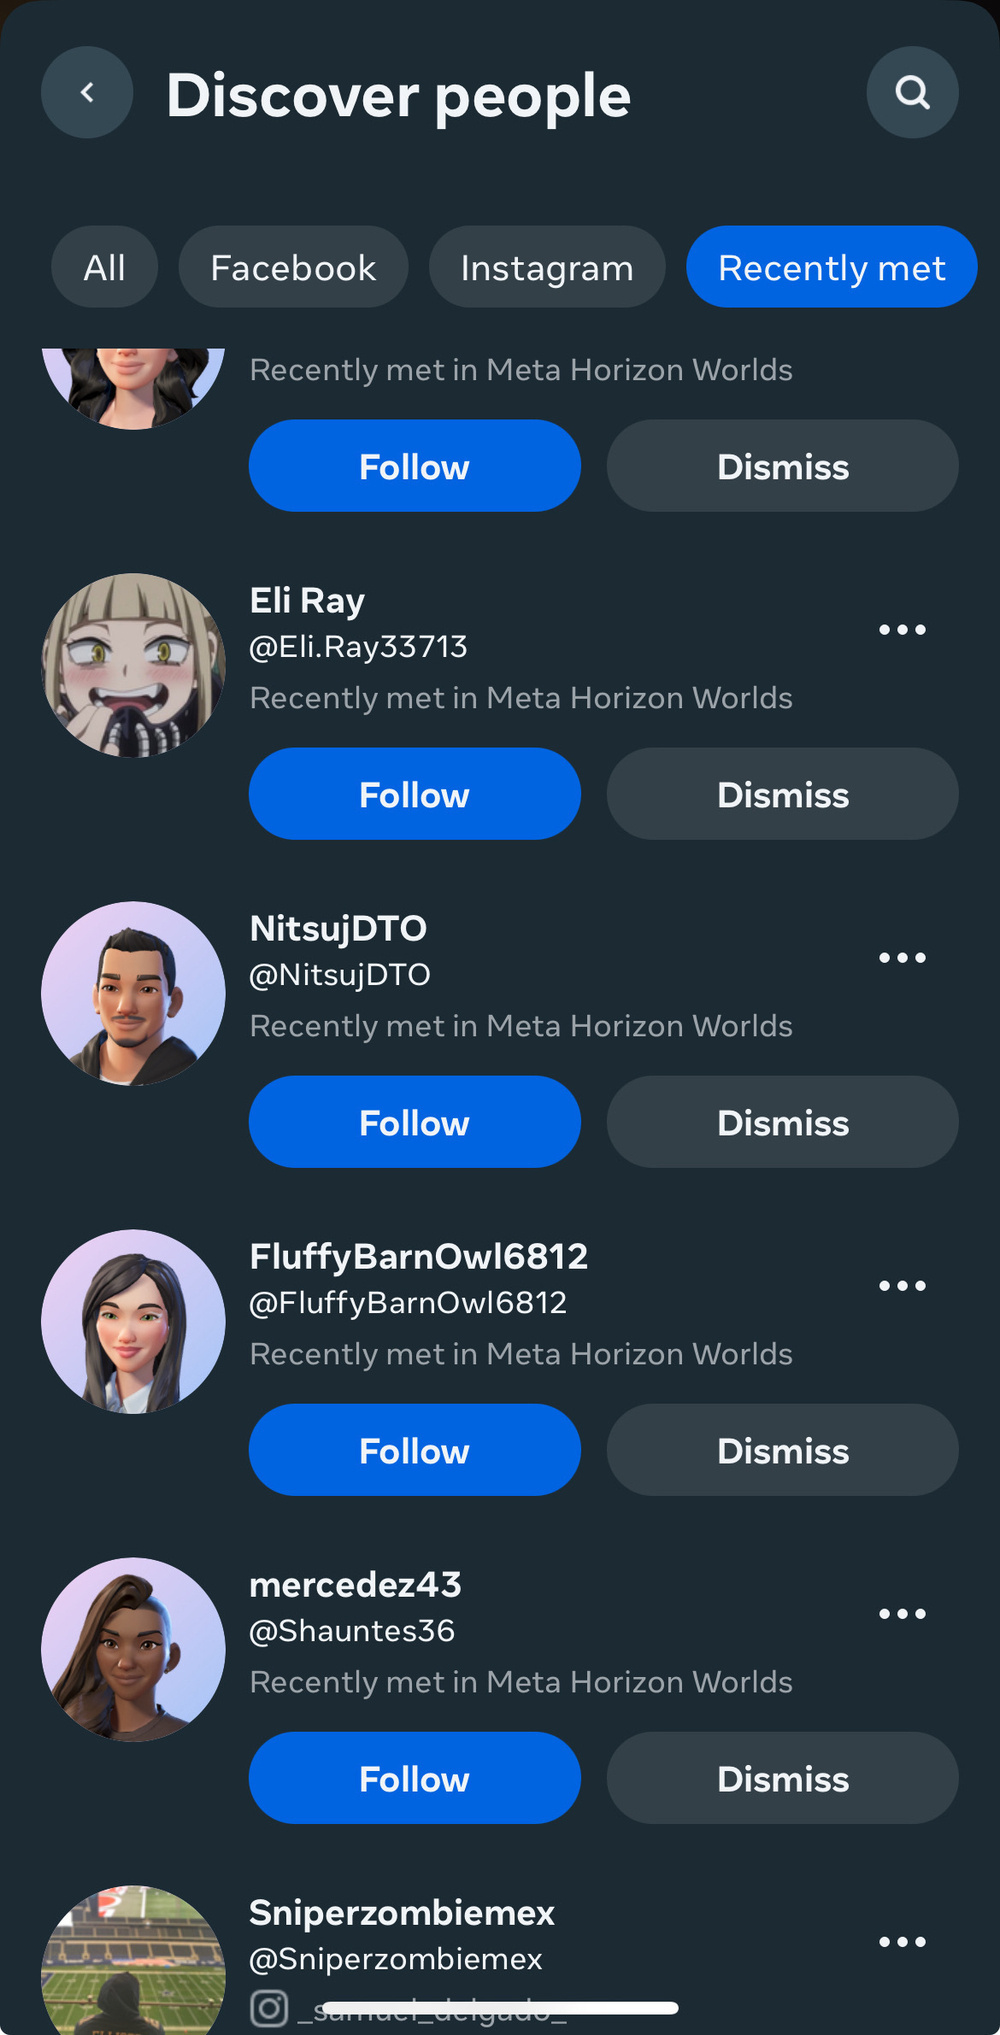 Discover people
All Facebook Instagram Recently met
Recently met in Meta Horizon Worlds
Follow Dismiss
Eli Ray
@Eli.Ray33713
Recently met in Meta Horizon Worlds
Follow Dismiss
NitsujDTO
@NitsujDTO
Recently met in Meta Horizon Worlds
Follow Dismiss
FluffyBarnOwl6812
@FluffyBarnOwl6812
Recently met in Meta Horizon Worlds
Follow Dismiss
mercedez43
@Shauntes36
Recently met in Meta Horizon Worlds
Follow Dismiss
Sniperzombiemex
@Sniperzombiemex
_samuel_delgado_